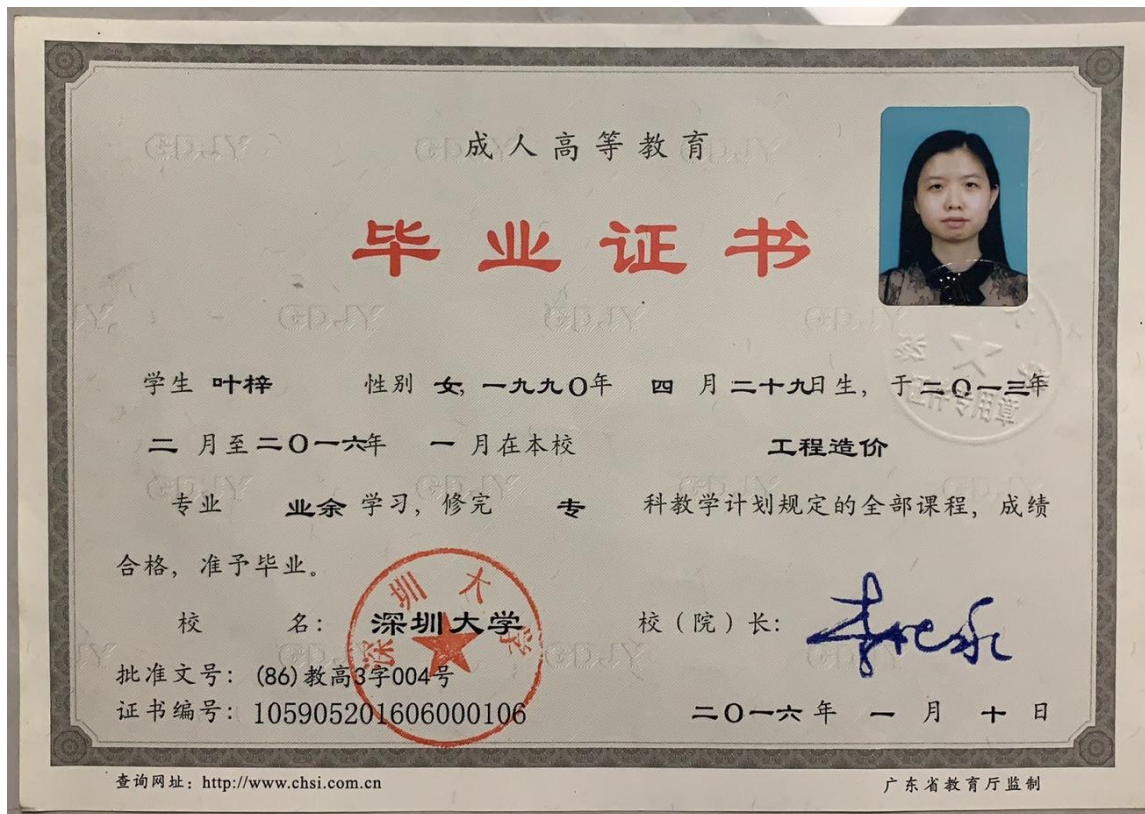 成人高等教育
毕业证书
学生 叶梓 性别 女, 一九九〇年 四 月 二十九日生, 于 二〇一三年
二 月至 二〇一六年 一 月在本校 工程造价
专业 业余 学习, 修完 专 科教学计划规定的全部课程, 成绩
合格, 准予毕业。
校 名: 深圳大学 校(院)长:
深圳大学
批准文号: (86)教高3字004号
证书编号: 105905201606000106 二〇一六年 一 月 十 日
查询网址: http://www.chsi.com.cn 广东省教育厅监制